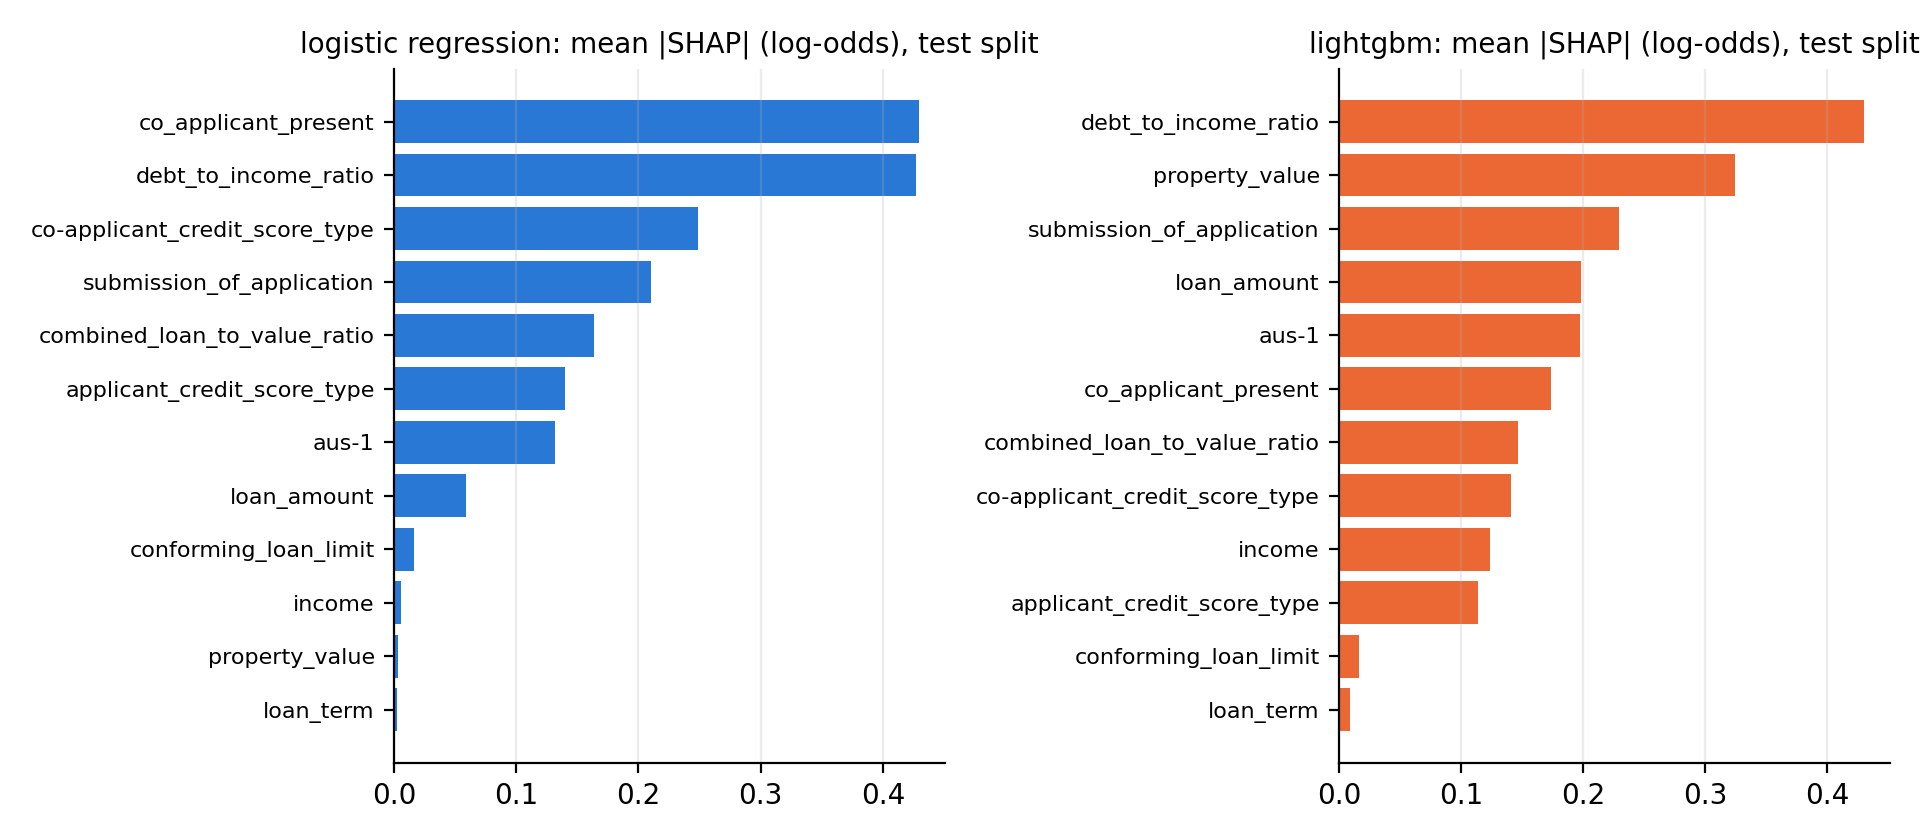 logistic regression: mean |SHAP| (log-odds), test split
co_applicant_present
debt_to_income_ratio
co-applicant_credit_score_type
submission_of_application
combined_loan_to_value_ratio
applicant_credit_score_type
aus-1
loan_amount
conforming_loan_limit
income
property_value
loan_term
0.0 0.1 0.2 0.3 0.4
lightgbm: mean |SHAP| (log-odds), test split
debt_to_income_ratio
property_value
submission_of_application
loan_amount
aus-1
co_applicant_present
combined_loan_to_value_ratio
co-applicant_credit_score_type
income
applicant_credit_score_type
conforming_loan_limit
loan_term
0.0 0.1 0.2 0.3 0.4